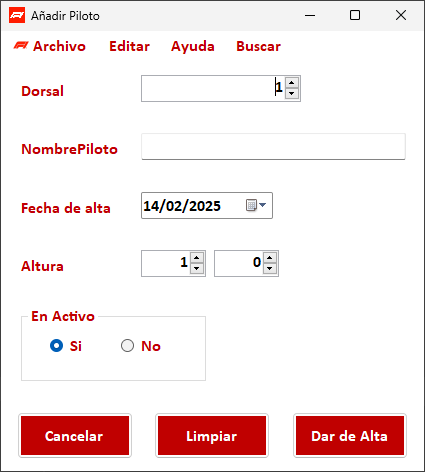 Añadir Piloto
Archivo Editar Ayuda Buscar
Dorsal 1
NombrePiloto
Fecha de alta 14/02/2025
Altura 1 0
En Activo
Si No
Cancelar Limpiar Dar de Alta